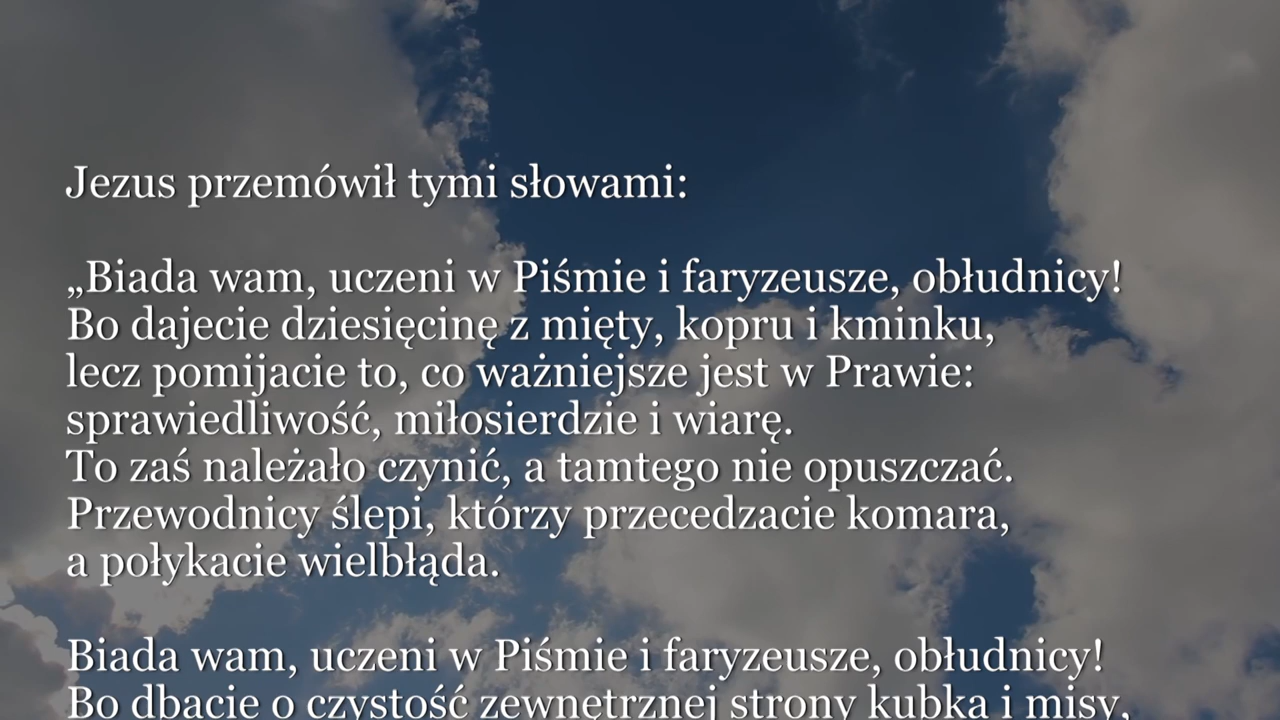 Jezus przemówił tymi słowami:
„Biada wam, uczeni w Piśmie i faryzeusze, obłudnicy!
Bo dajecie dziesięcinę z mięty, kopru i kminku,
lecz pomijacie to, co ważniejsze jest w Prawie:
sprawiedliwość, miłosierdzie i wiarę.
To zaś należało czynić, a tamtego nie opuszczać.
Przewodnicy ślepi, którzy przecedzacie komara,
a połykacie wielbłąda.
Biada wam, uczeni w Piśmie i faryzeusze, obłudnicy!
Bo dbacie o czystość zewnętrznej strony kubka i misy,